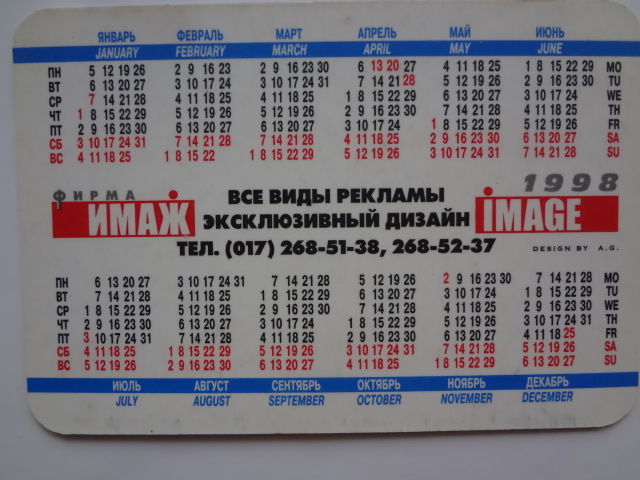 ЯНВАРЬ ФЕВРАЛЬ МАРТ АПРЕЛЬ МАЙ ИЮНЬ
JANUARY FEBRUARY MARCH APRIL MAY JUNE
ПН 5 12 19 26 2 9 16 23 2 9 16 23 30 6 13 20 27 4 11 18 25 1 8 15 22 29 MO
ВТ 6 13 20 27 3 10 17 24 3 10 17 24 31 7 14 21 28 5 12 19 26 2 9 16 23 30 TU
СР 7 14 21 28 4 11 18 25 4 11 18 25 1 8 15 22 29 6 13 20 27 3 10 17 24 WE
ЧТ 1 8 15 22 29 5 12 19 26 5 12 19 26 2 9 16 23 30 7 14 21 28 4 11 18 25 TH
ПТ 2 9 16 23 30 6 13 20 27 6 13 20 27 3 10 17 24 1 8 15 22 29 5 12 19 26 FR
СБ 3 10 17 24 31 7 14 21 28 7 14 21 28 4 11 18 25 2 9 16 23 30 6 13 20 27 SA
ВС 4 11 18 25 1 8 15 22 1 8 15 22 29 5 12 19 26 3 10 17 24 31 7 14 21 28 SU
ФИРМА
ИМАЖ
ВСЕ ВИДЫ РЕКЛАМЫ
ЭКСКЛЮЗИВНЫЙ ДИЗАЙН
ТЕЛ. (017) 268-51-38, 268-52-37
1998
iMAGE
DESIGN BY A.G.
ПН 6 13 20 27 3 10 17 24 31 7 14 21 28 5 12 19 26 2 9 16 23 30 7 14 21 28 MO
ВТ 7 14 21 28 4 11 18 25 1 8 15 22 29 6 13 20 27 3 10 17 24 1 8 15 22 29 TU
СР 1 8 15 22 29 5 12 19 26 2 9 16 23 30 7 14 21 28 4 11 18 25 2 9 16 23 30 WE
ЧТ 2 9 16 23 30 6 13 20 27 3 10 17 24 1 8 15 22 29 5 12 19 26 3 10 17 24 31 TH
ПТ 3 10 17 24 31 7 14 21 28 4 11 18 25 2 9 16 23 30 6 13 20 27 4 11 18 25 FR
СБ 4 11 18 25 1 8 15 22 29 5 12 19 26 3 10 17 24 31 7 14 21 28 5 12 19 26 SA
ВС 5 12 19 26 2 9 16 23 30 6 13 20 27 4 11 18 25 1 8 15 22 29 6 13 20 27 SU
ИЮЛЬ АВГУСТ СЕНТЯБРЬ ОКТЯБРЬ НОЯБРЬ ДЕКАБРЬ
JULY AUGUST SEPTEMBER OCTOBER NOVEMBER DECEMBER